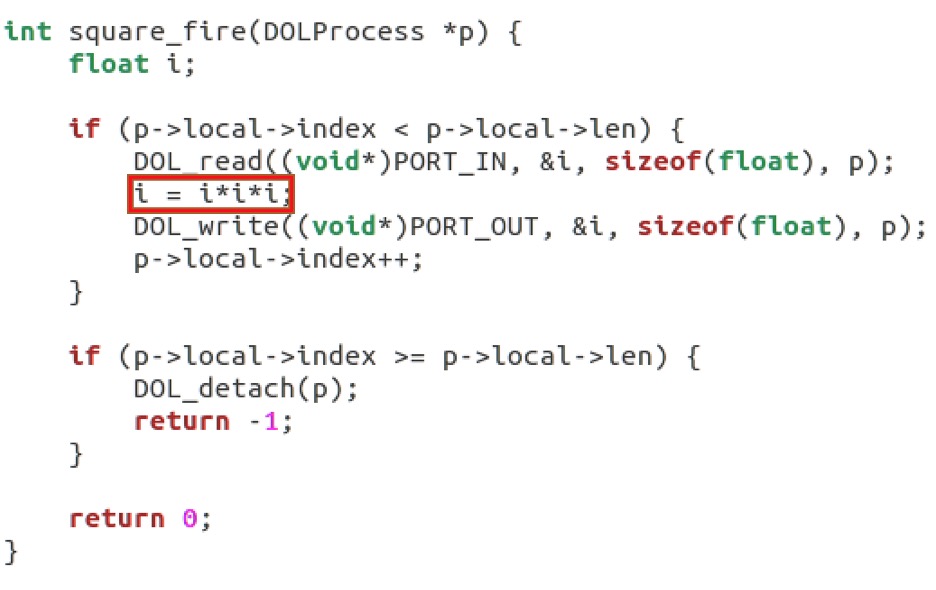 int square_fire(DOLProcess *p) {
    float i;

    if (p->local->index < p->local->len) {
        DOL_read((void*)PORT_IN, &i, sizeof(float), p);
        i = i*i*i;
        DOL_write((void*)PORT_OUT, &i, sizeof(float), p);
        p->local->index++;
    }

    if (p->local->index >= p->local->len) {
        DOL_detach(p);
        return -1;
    }

    return 0;
}